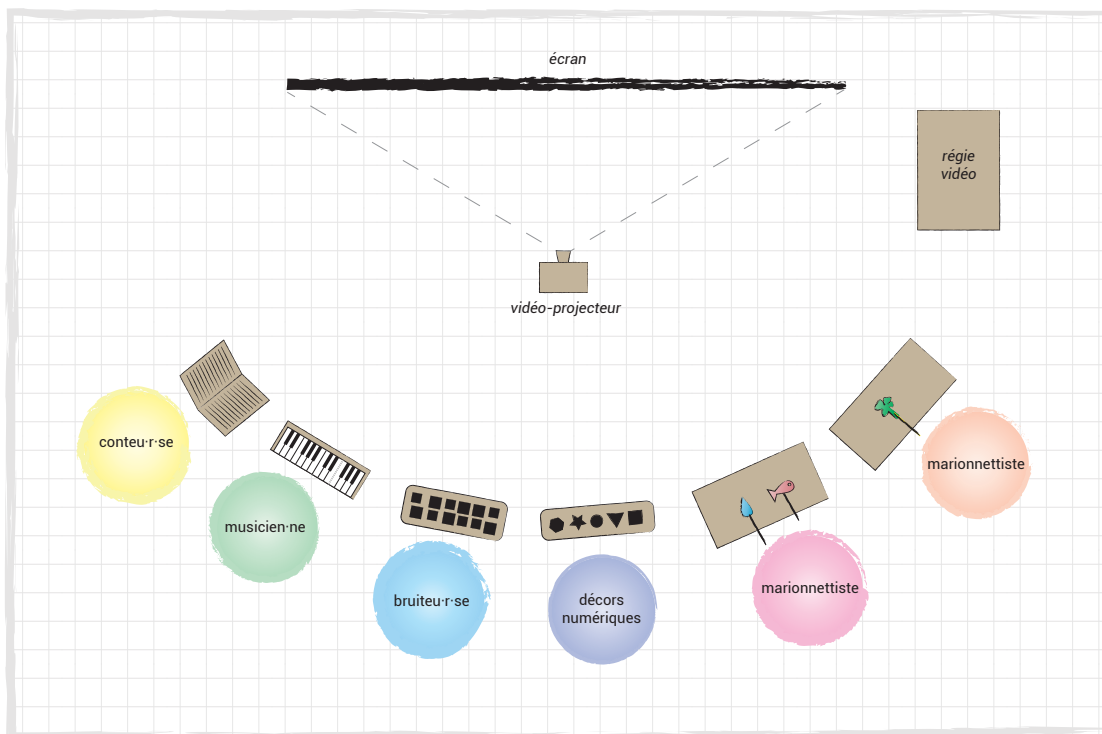 écran
régie
vidéo
vidéo-projecteur
conteu·r·se
musicien·ne
bruiteu·r·se
décors
numériques
marionnettiste
marionnettiste